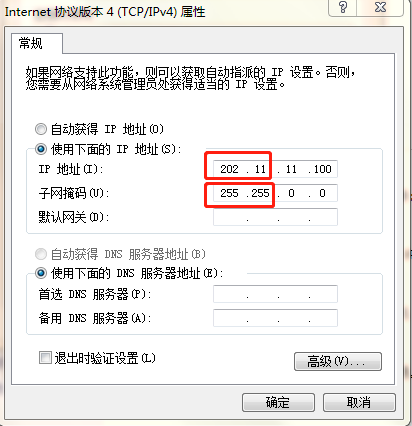 Internet 协议版本 4 (TCP/IPv4) 属性
常规
如果网络支持此功能，则可以获取自动指派的 IP 设置。否则，
您需要从网络系统管理员处获得适当的 IP 设置。
自动获得 IP 地址(O)
使用下面的 IP 地址(S):
IP 地址(I): 202 . 11 . 11 .100
子网掩码(U): 255 .255 . 0 . 0
默认网关(D): . . .
自动获得 DNS 服务器地址(B)
使用下面的 DNS 服务器地址(E):
首选 DNS 服务器(P): . . .
备用 DNS 服务器(A): . . .
退出时验证设置(L)
高级(V)...
确定 取消